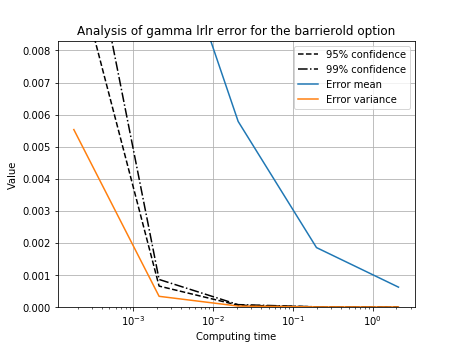 Analysis of gamma lrlr error for the barrierold option
95% confidence
99% confidence
Error mean
Error variance
Value
0.008
0.007
0.006
0.005
0.004
0.003
0.002
0.001
0.000
10⁻³ 10⁻² 10⁻¹ 10⁰
Computing time